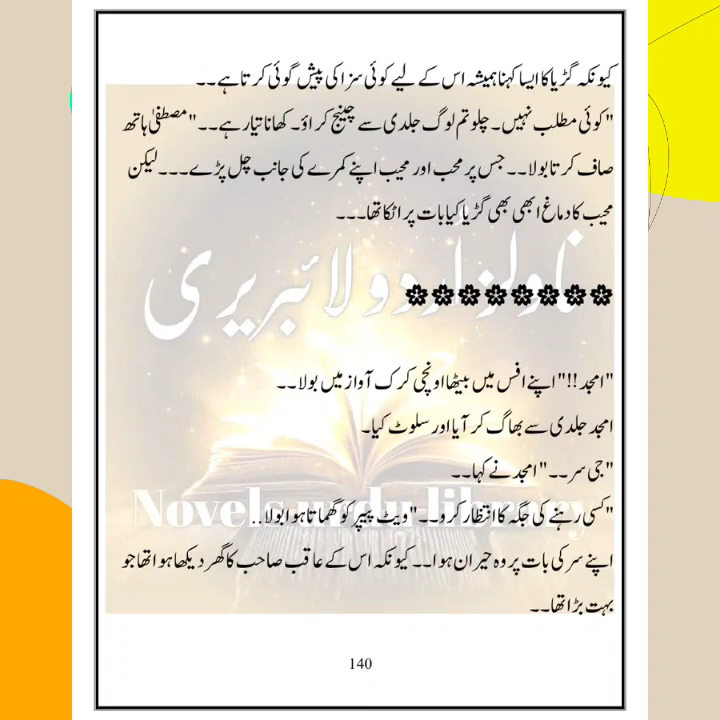 کیونکہ گڑیا کا ایسا کہنا ہمیشہ اس کے لیے کوئی سزا کی پیش گوئی کرتا ہے۔۔
"کوئی مطلب نہیں۔ چلو تم لوگ جلدی سے چینج کر اؤ۔ کھانا تیار ہے۔۔" مصطفیٰ ہاتھ
صاف کرتا بولا۔۔ جس پر محب اور مجیب اپنے کمرے کی جانب چل پڑے۔۔۔ لیکن
مجیب کا دماغ ابھی بھی گڑیا کیا بات پر اٹکا تھا۔۔۔
ناولز اُردو لائبریری
"امجد!!" اپنے افس میں بیٹھا اونچی کرک آواز میں بولا۔۔
امجد جلدی سے بھاگ کر آیا اور سلوٹ کیا۔
"جی سر۔۔" امجد نے کہا۔۔
"کسی رہنے کی جگہ کا انتظار کرو۔۔" ویٹ پیپر کو گھماتا ہوا بولا..
Novels urdu library
اپنے سر کی بات پر وہ حیران ہوا۔۔ کیونکہ اس کے عاقب صاحب کا گھر دیکھا ہوا تھا جو
بہت بڑا تھا۔۔
140